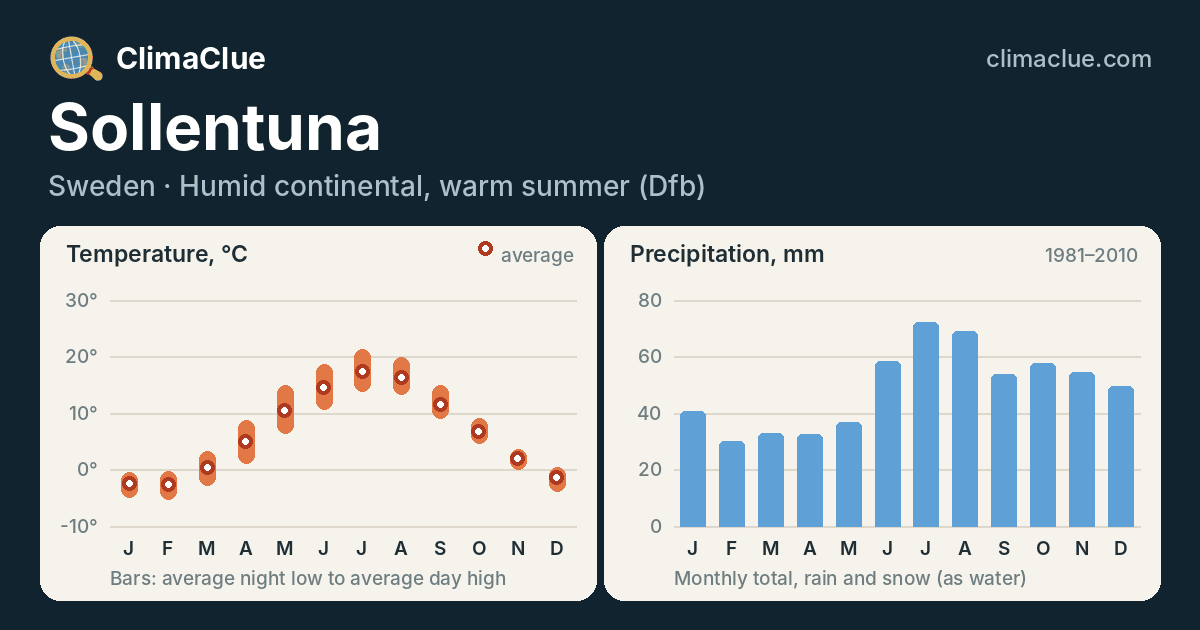 ClimaClue
climaclue.com
Sollentuna
Sweden · Humid continental, warm summer (Dfb)
Temperature, °C
average
30°
20°
10°
0°
-10°
J F M A M J J A S O N D
Bars: average night low to average day high
Precipitation, mm
1981–2010
80
60
40
20
0
J F M A M J J A S O N D
Monthly total, rain and snow (as water)